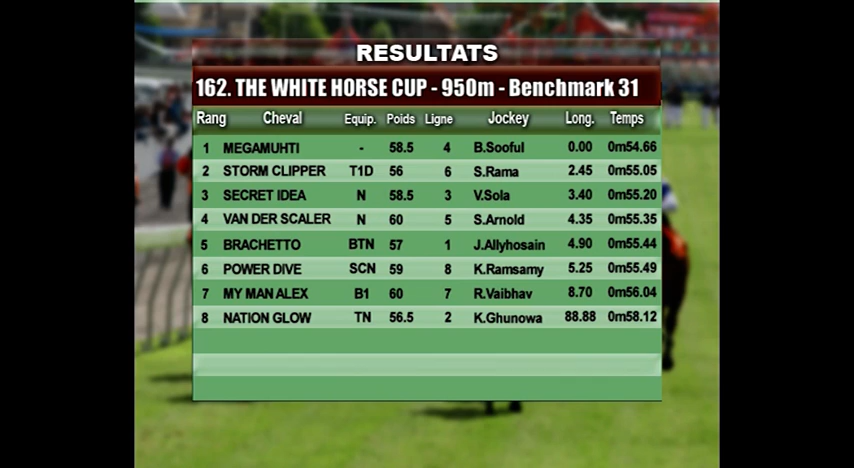 RESULTATS
162. THE WHITE HORSE CUP - 950m - Benchmark 31
Rang Cheval Equip. Poids Ligne Jockey Long. Temps
1 MEGAMUHTI - 58.5 4 B.Sooful 0.00 0m54.66
2 STORM CLIPPER T1D 56 6 S.Rama 2.45 0m55.05
3 SECRET IDEA N 58.5 3 V.Sola 3.40 0m55.20
4 VAN DER SCALER N 60 5 S.Arnold 4.35 0m55.35
5 BRACHETTO BTN 57 1 J.Allyhosain 4.90 0m55.44
6 POWER DIVE SCN 59 8 K.Ramsamy 5.25 0m55.49
7 MY MAN ALEX B1 60 7 R.Vaibhav 8.70 0m56.04
8 NATION GLOW TN 56.5 2 K.Ghunowa 88.88 0m58.12